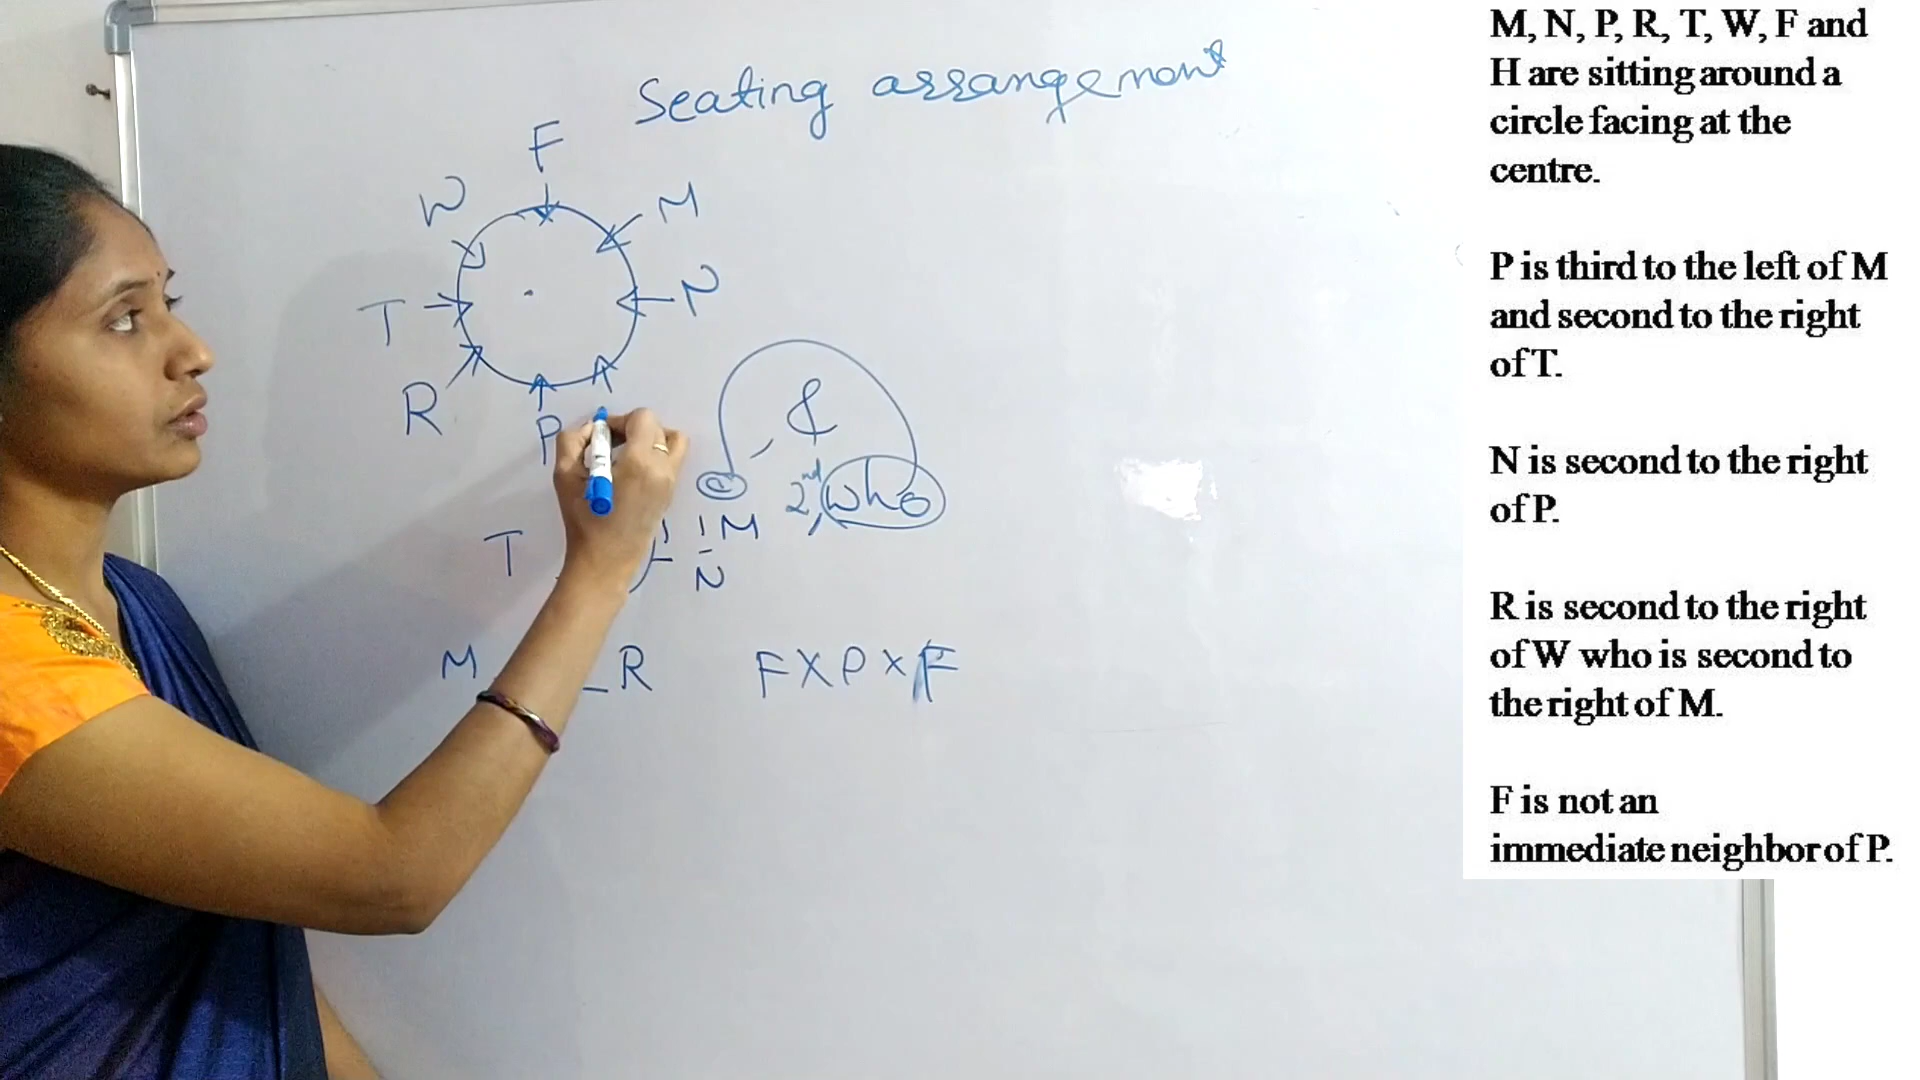 Seating arrangement
F
W
M
T
N
R
P
₵
2nd, who
@
T
M
N
M _ R F X P X F
M, N, P, R, T, W, F and
H are sitting around a
circle facing at the
centre.
P is third to the left of M
and second to the right
of T.
N is second to the right
of P.
R is second to the right
of W who is second to
the right of M.
F is not an
immediate neighbor of P.